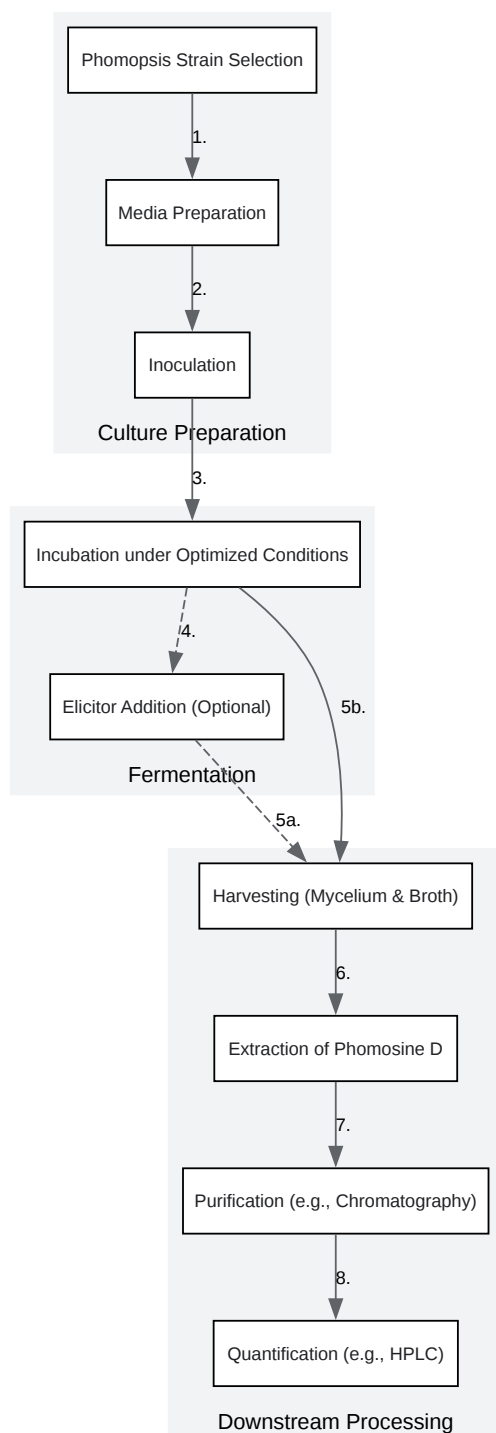 Phomopsis Strain Selection
1.
Media Preparation
2.
Inoculation
Culture Preparation
3.
Incubation under Optimized Conditions
4.
Elicitor Addition (Optional)
5b.
Fermentation
5a.
Harvesting (Mycelium & Broth)
6.
Extraction of Phomosine D
7.
Purification (e.g., Chromatography)
8.
Quantification (e.g., HPLC)
Downstream Processing